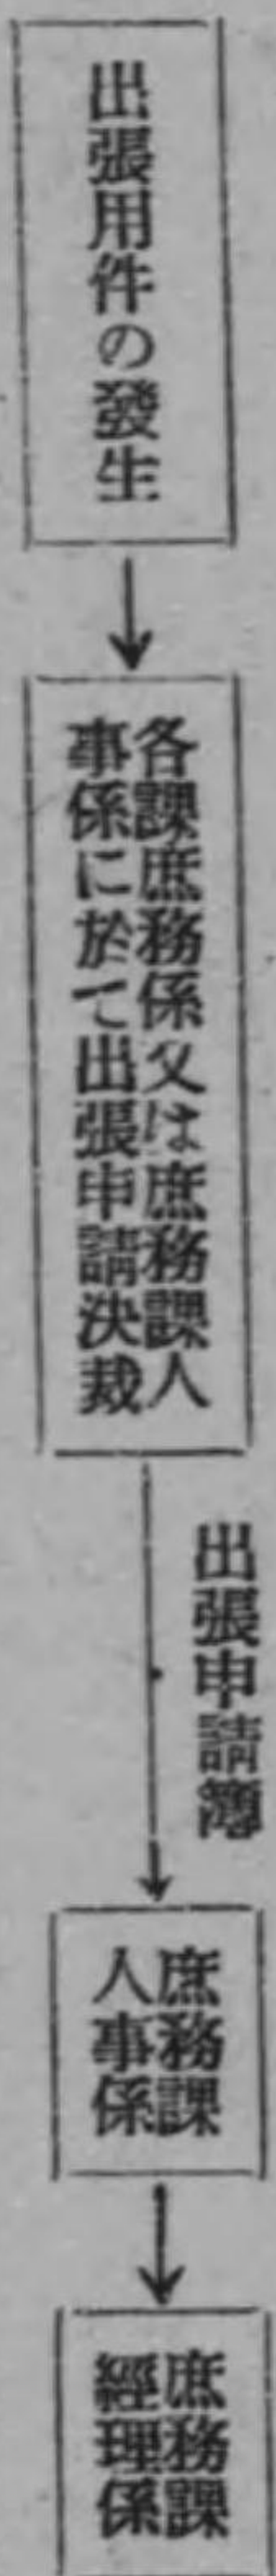 出張用件の發生
各課庶務係又は庶務課人
事係に於て出張申請決裁
出張申請簿
庶務課
人事係
庶務課
經理係